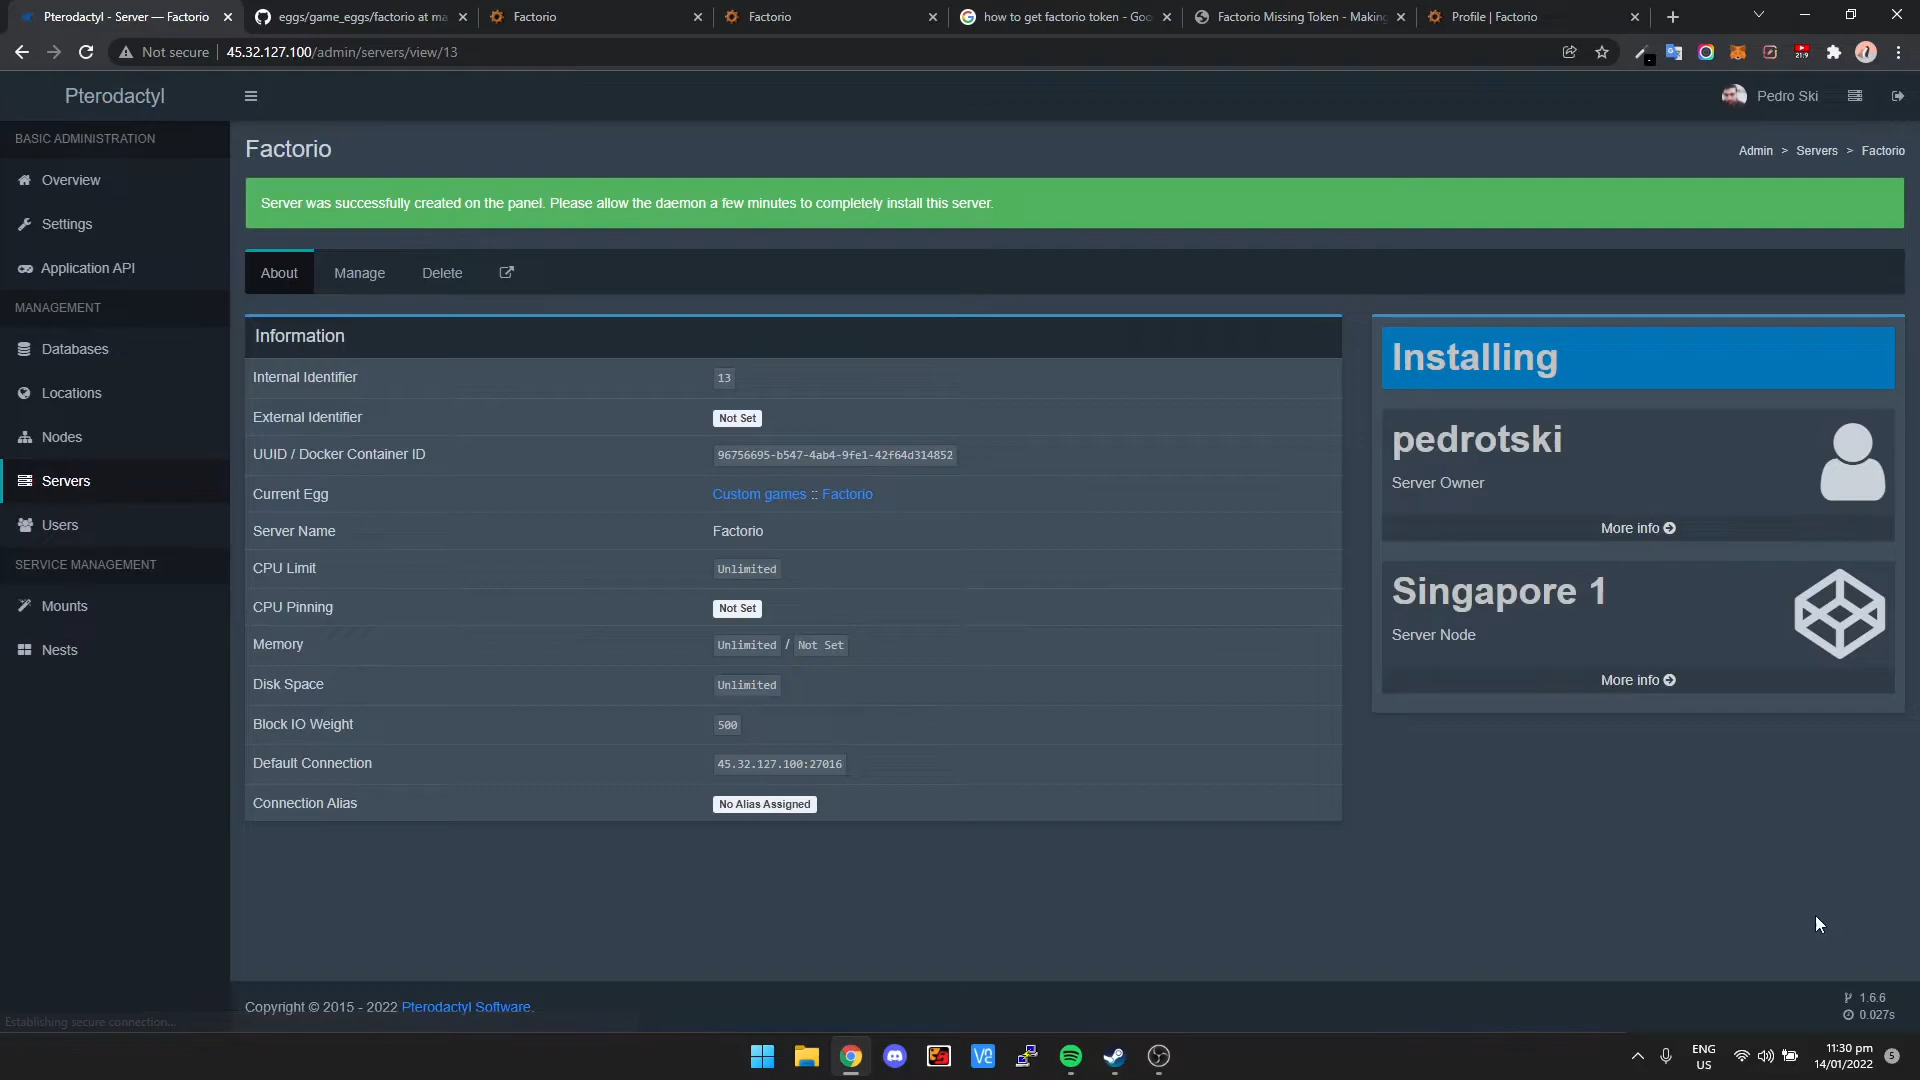 Pterodactyl - Server — Factorio
eggs/game_eggs/factorio at ma
Factorio
Factorio
how to get factorio token - Goo
Factorio Missing Token - Making
Profile | Factorio
Not secure
45.32.127.100/admin/servers/view/13
21:9
Pterodactyl
Pedro Ski
BASIC ADMINISTRATION
Overview
Settings
Application API
MANAGEMENT
Databases
Locations
Nodes
Servers
Users
SERVICE MANAGEMENT
Mounts
Nests
Factorio
Admin > Servers > Factorio
Server was successfully created on the panel. Please allow the daemon a few minutes to completely install this server.
About
Manage
Delete
Information
Internal Identifier
13
External Identifier
Not Set
UUID / Docker Container ID
96756695-b547-4ab4-9fe1-42f64d314852
Current Egg
Custom games :: Factorio
Server Name
Factorio
CPU Limit
Unlimited
CPU Pinning
Not Set
Memory
Unlimited / Not Set
Disk Space
Unlimited
Block IO Weight
500
Default Connection
45.32.127.100:27016
Connection Alias
No Alias Assigned
Installing
pedrotski
Server Owner
More info
Singapore 1
Server Node
More info
Copyright © 2015 - 2022 Pterodactyl Software.
1.6.6
0.027s
Establishing secure connection...
ENG
US
11:30 pm
14/01/2022
5